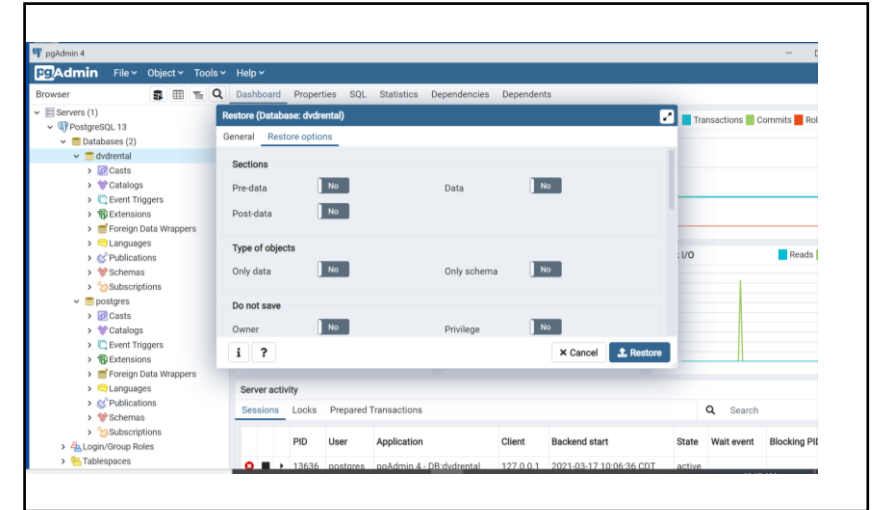 pgAdmin 4
pgAdmin File Object Tools Help
Browser
Dashboard Properties SQL Statistics Dependencies Dependents
Servers (1)
PostgreSQL 13
Databases (2)
dvdrental
Casts
Catalogs
Event Triggers
Extensions
Foreign Data Wrappers
Languages
Publications
Schemas
Subscriptions
postgres
Casts
Catalogs
Event Triggers
Extensions
Foreign Data Wrappers
Languages
Publications
Schemas
Subscriptions
Login/Group Roles
Tablespaces
Restore (Database: dvdrental)
General Restore options
Sections
Pre-data No Data No
Post-data No
Type of objects
Only data No Only schema No
Do not save
Owner No Privilege No
i ? Cancel Restore
Transactions Commits Rol
I/O Reads
Server activity
Sessions Locks Prepared Transactions Search
PID User Application Client Backend start State Wait event Blocking PID
13636 postgres pgAdmin 4 - DB:dvdrental 127.0.0.1 2021-03-17 10:06:36 CDT active